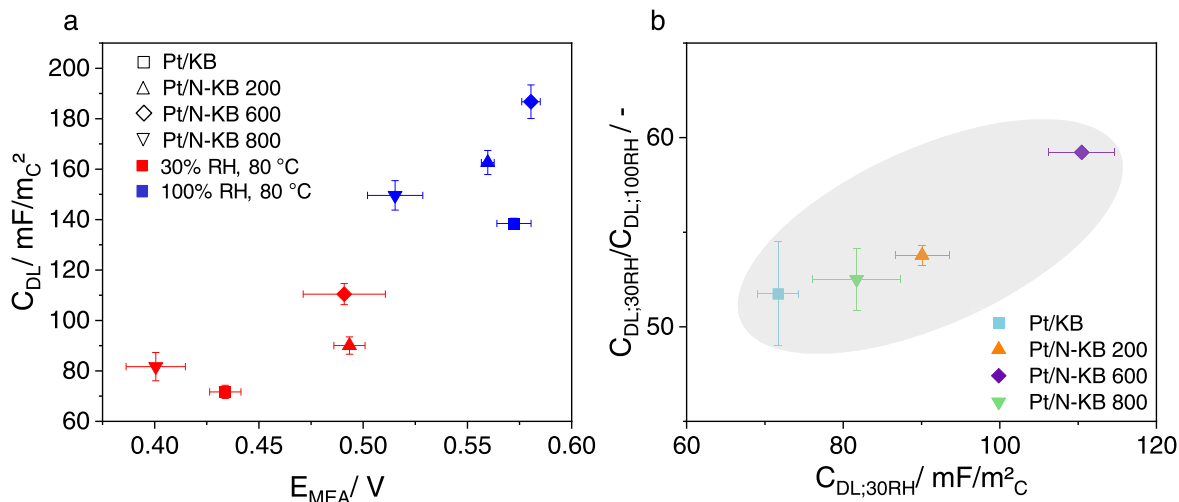 a
C_DL/ mF/m_C²
200
180
160
140
120
100
80
60
Pt/KB
Pt/N-KB 200
Pt/N-KB 600
Pt/N-KB 800
30% RH, 80 °C
100% RH, 80 °C
0.40 0.45 0.50 0.55 0.60
E_MEA/ V
b
C_DL;30RH/C_DL;100RH/ -
60
50
Pt/KB
Pt/N-KB 200
Pt/N-KB 600
Pt/N-KB 800
60 80 100 120
C_DL;30RH/ mF/m²_C